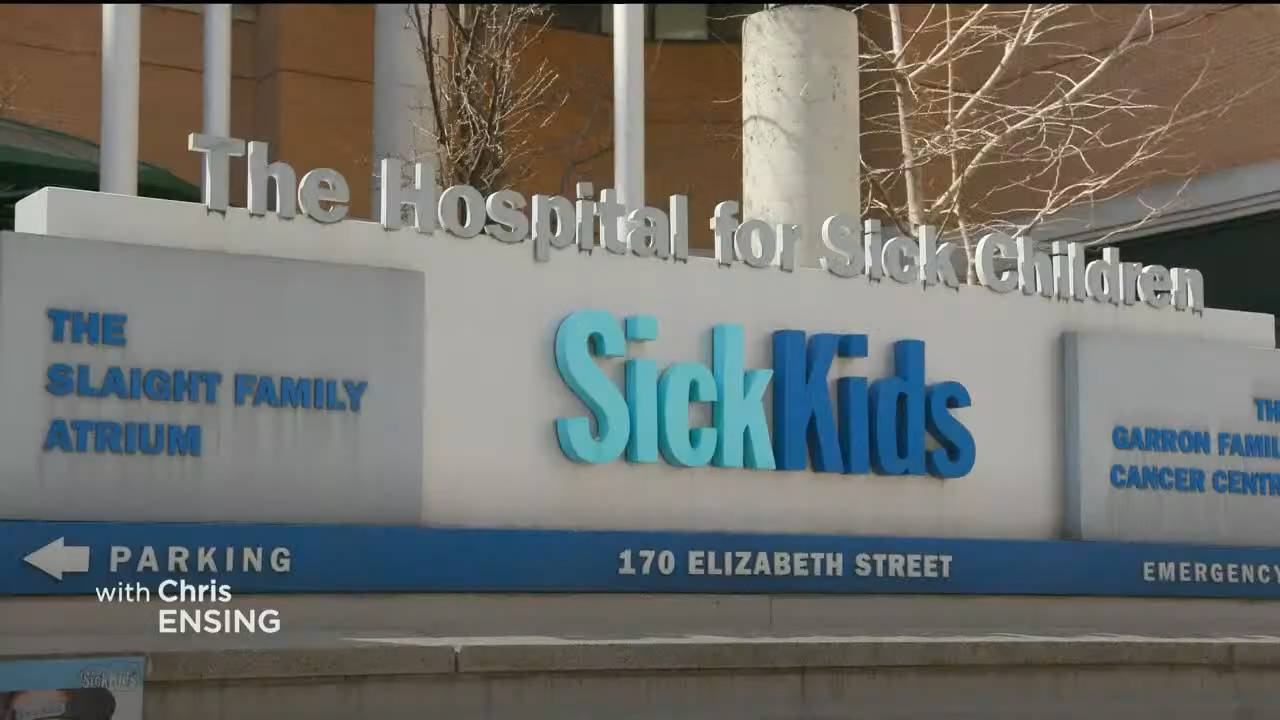 The Hospital for Sick Children
THE
SLAIGHT FAMILY
ATRIUM
SickKids
GARRON FAMIL
CANCER CENTR
PARKING
170 ELIZABETH STREET
EMERGENCY
with Chris
ENSING
SickKids